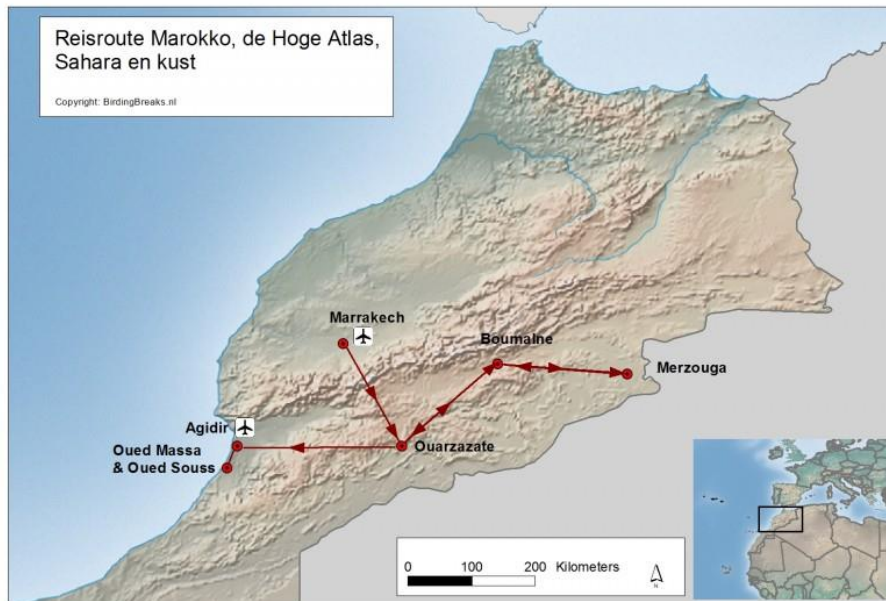 Reisroute Marokko, de Hoge Atlas,
Sahara en kust
Copyright: BirdingBreaks.nl
Marrakech
Boumalne
Merzouga
Agidir
Ouarzazate
Oued Massa
& Oued Souss
0 100 200 Kilometers
N